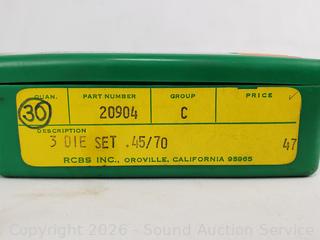 QUAN. PART NUMBER GROUP PRICE
30 20904 C
DESCRIPTION
3 DIE SET .45/70 47
RCBS INC., OROVILLE, CALIFORNIA 95965
Copyright 2026 - Sound Auction Service